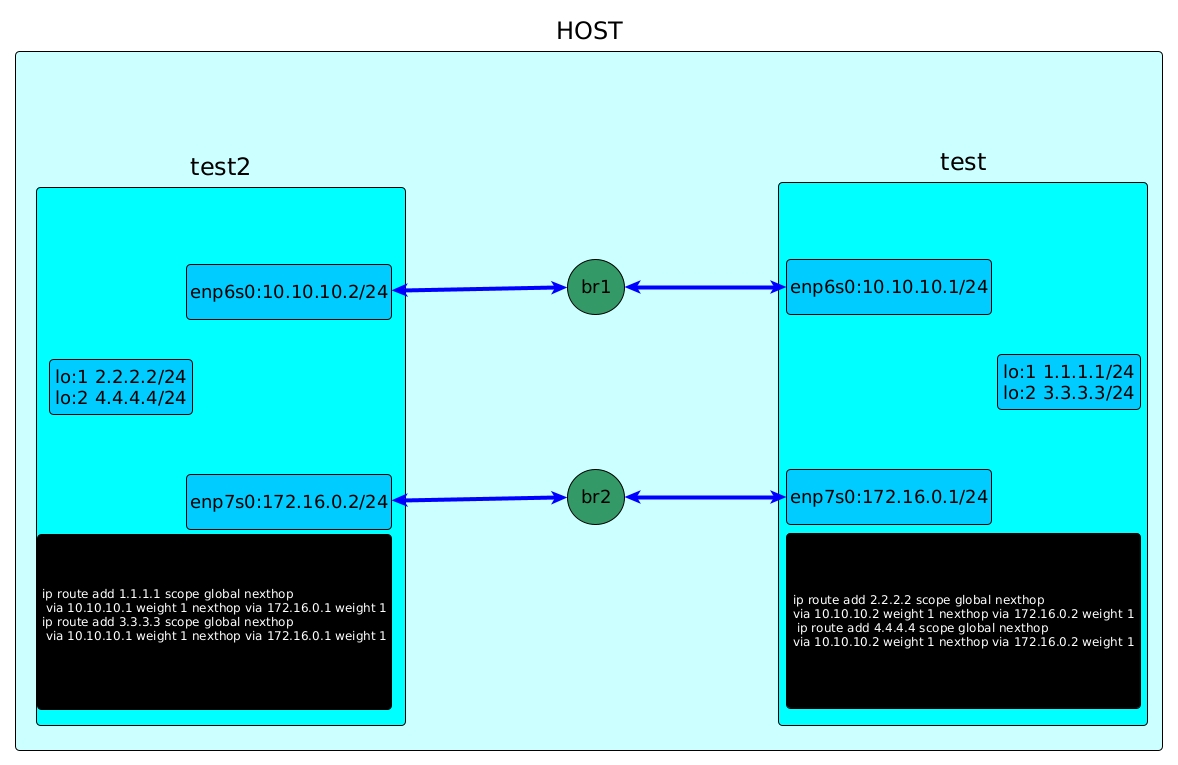 HOST
test2
test
enp6s0:10.10.10.2/24
br1
enp6s0:10.10.10.1/24
lo:1 2.2.2.2/24
lo:2 4.4.4.4/24
lo:1 1.1.1.1/24
lo:2 3.3.3.3/24
enp7s0:172.16.0.2/24
br2
enp7s0:172.16.0.1/24
ip route add 1.1.1.1 scope global nexthop
via 10.10.10.1 weight 1 nexthop via 172.16.0.1 weight 1
ip route add 3.3.3.3 scope global nexthop
via 10.10.10.1 weight 1 nexthop via 172.16.0.1 weight 1
ip route add 2.2.2.2 scope global nexthop
via 10.10.10.2 weight 1 nexthop via 172.16.0.2 weight 1
ip route add 4.4.4.4 scope global nexthop
via 10.10.10.2 weight 1 nexthop via 172.16.0.2 weight 1